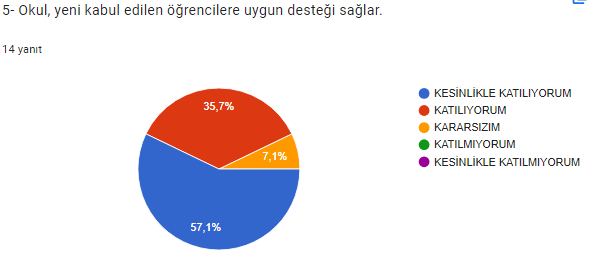 5- Okul, yeni kabul edilen öğrencilere uygun desteği sağlar.
14 yanıt
KESİNLİKLE KATILIYORUM
KATILIYORUM
KARARSIZIM
KATILMIYORUM
KESİNLİKLE KATILMIYORUM
35,7%
7,1%
57,1%